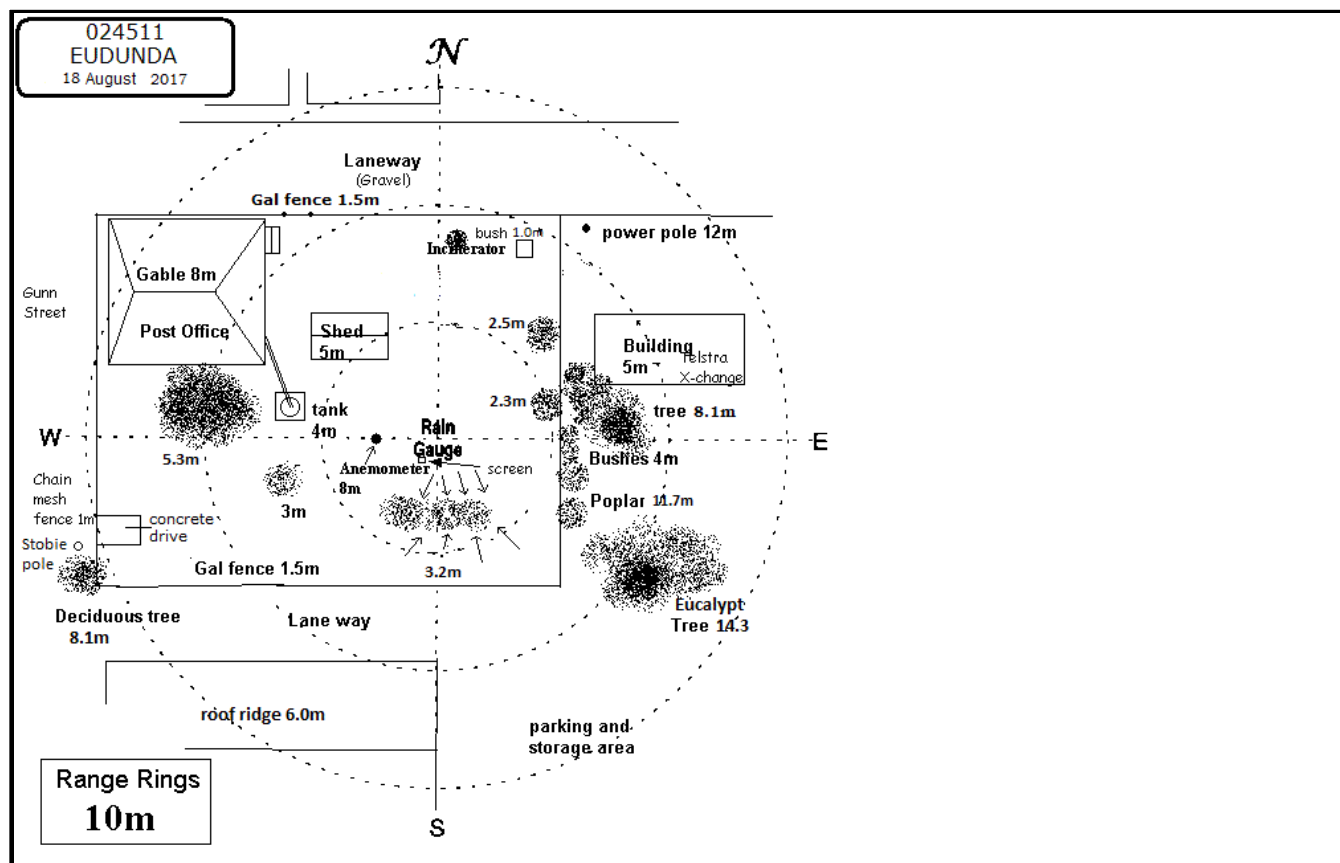 024511
EUDUNDA
18 August 2017
N
Laneway
(Gravel)
Gal fence 1.5m
bush 1.0m
Incinerator
power pole 12m
Gable 8m
Gunn
Street
Post Office
Shed
5m
2.5m
Building
5m
Telstra
X-change
2.3m
tree 8.1m
tank
4m
W
Rain
Gauge
E
5.3m
Anemometer
8m
screen
Bushes 4m
Chain
mesh
fence 1m
3m
Poplar 11.7m
concrete
drive
Stobie
pole
Gal fence 1.5m
3.2m
Deciduous tree
8.1m
Lane way
Eucalypt
Tree 14.3
roof ridge 6.0m
parking and
storage area
Range Rings
10m
S